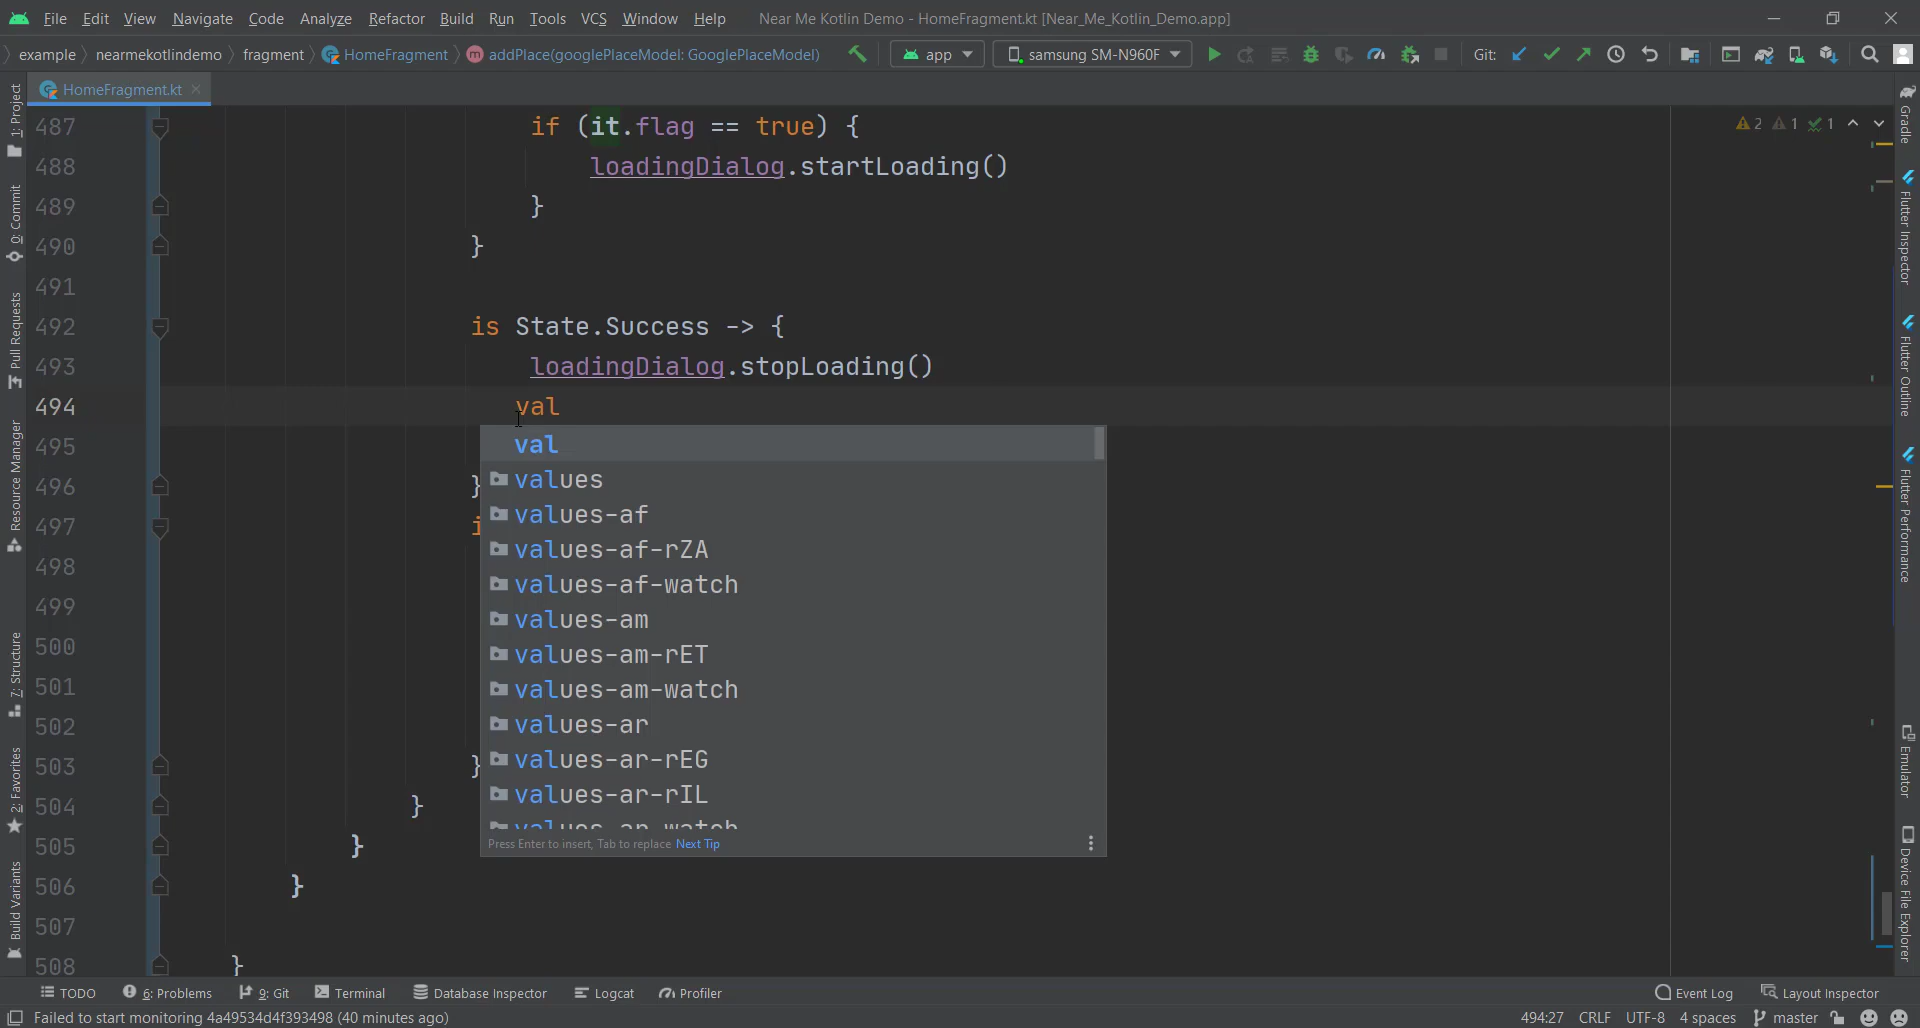 File Edit View Navigate Code Analyze Refactor Build Run Tools VCS Window Help Near Me Kotlin Demo - HomeFragment.kt [Near_Me_Kotlin_Demo.app]
example nearmekotlindemo fragment HomeFragment m addPlace(googlePlaceModel: GooglePlaceModel) app samsung SM-N960F Git:
HomeFragment.kt
2 1 1
487 if (it.flag == true) {
488 loadingDialog.startLoading()
489 }
490 }
491
492 is State.Success -> {
493 loadingDialog.stopLoading()
494 val
495
496 }
497 i
498
499
500
501
502
503 }
504 }
505 }
506 }
507
508 }
val
values
values-af
values-af-rZA
values-af-watch
values-am
values-am-rET
values-am-watch
values-ar
values-ar-rEG
values-ar-rIL
values-ar-watch
Press Enter to insert, Tab to replace Next Tip
1: Project
0: Commit
Pull Requests
Resource Manager
7: Structure
2: Favorites
Build Variants
Gradle
Flutter Inspector
Flutter Outline
Flutter Performance
Emulator
Device File Explorer
TODO 6: Problems 9: Git Terminal Database Inspector Logcat Profiler Event Log Layout Inspector
Failed to start monitoring 4a49534d4f393498 (40 minutes ago) 494:27 CRLF UTF-8 4 spaces master